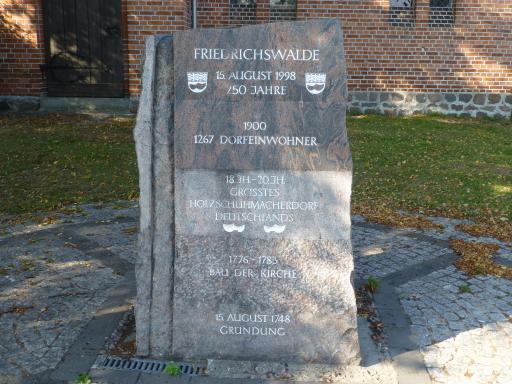 FRIEDRICHSWALDE
15. AUGUST 1998
250 JAHRE
1900
1267 DORFEINWOHNER
18.JH-20.JH
GRÖSSTES
HOLZSCHUHMACHERDORF
DEUTSCHLANDS
1776-1783
BAU DER KIRCHE
15. AUGUST 1748
GRÜNDUNG